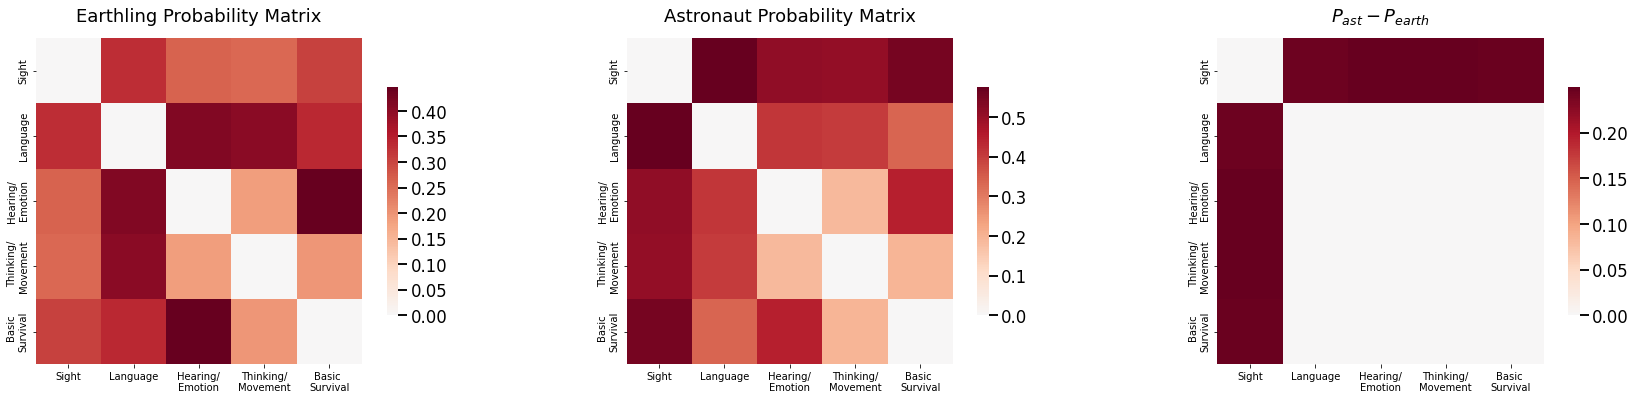 Earthling Probability Matrix
Sight
Language
Hearing/
Emotion
Thinking/
Movement
Basic
Survival
Sight
Language
Hearing/
Emotion
Thinking/
Movement
Basic
Survival
0.40
0.35
0.30
0.25
0.20
0.15
0.10
0.05
0.00
Astronaut Probability Matrix
Sight
Language
Hearing/
Emotion
Thinking/
Movement
Basic
Survival
Sight
Language
Hearing/
Emotion
Thinking/
Movement
Basic
Survival
0.5
0.4
0.3
0.2
0.1
0.0
P_ast − P_earth
Sight
Language
Hearing/
Emotion
Thinking/
Movement
Basic
Survival
Sight
Language
Hearing/
Emotion
Thinking/
Movement
Basic
Survival
0.20
0.15
0.10
0.05
0.00